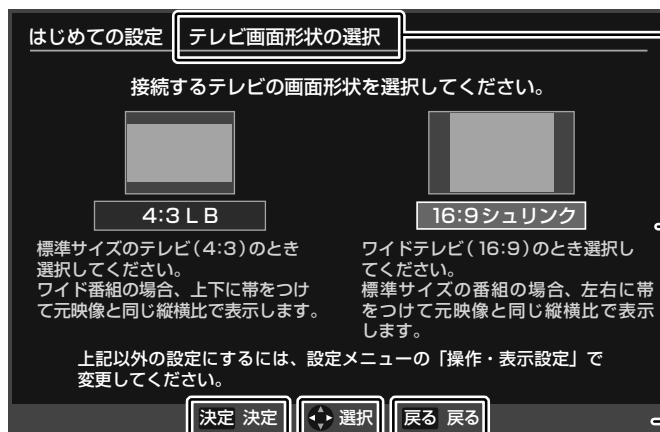 はじめての設定 テレビ画面形状の選択
接続するテレビの画面形状を選択してください。
4:3 L B
標準サイズのテレビ(4:3)のとき
選択してください。
ワイド番組の場合、上下に帯をつけ
て元映像と同じ縦横比で表示します。
16:9シュリンク
ワイドテレビ(16:9)のとき選択し
てください。
標準サイズの番組の場合、左右に帯
をつけて元映像と同じ縦横比で表示
します。
上記以外の設定にするには、設定メニューの「操作・表示設定」で
変更してください。
決定 決定 選択 戻る 戻る